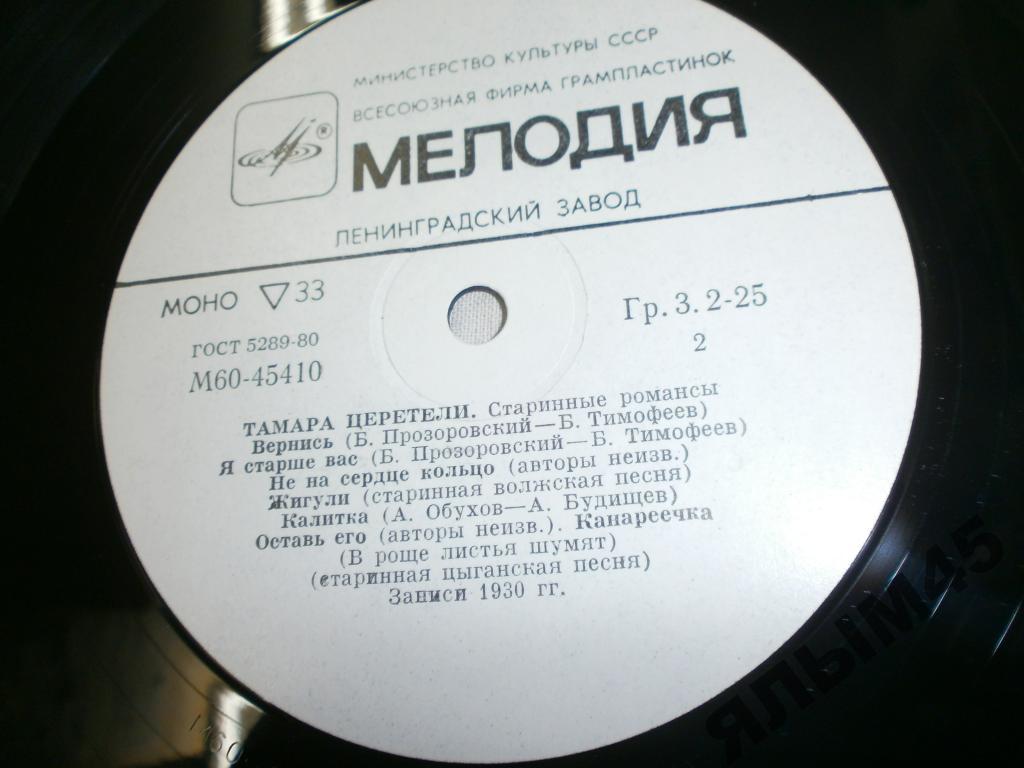 МИНИСТЕРСТВО КУЛЬТУРЫ СССР
ВСЕСОЮЗНАЯ ФИРМА ГРАМПЛАСТИНОК
®
МЕЛОДИЯ
ЛЕНИНГРАДСКИЙ ЗАВОД
МОНО ▽33
Гр. 3. 2-25
ГОСТ 5289-80
2
М60-45410
ТАМАРА ЦЕРЕТЕЛИ. Старинные романсы
Вернись (Б. Прозоровский—Б. Тимофеев)
Я старше вас (Б. Прозоровский—Б. Тимофеев)
Не на сердце кольцо (авторы неизв.)
Жигули (старинная волжская песня)
Калитка (А. Обухов—А. Будищев)
Оставь его (авторы неизв.). Канареечка
(В роще листья шумят)
(старинная цыганская песня)
Записи 1930 гг.
ЯЛЫМ45